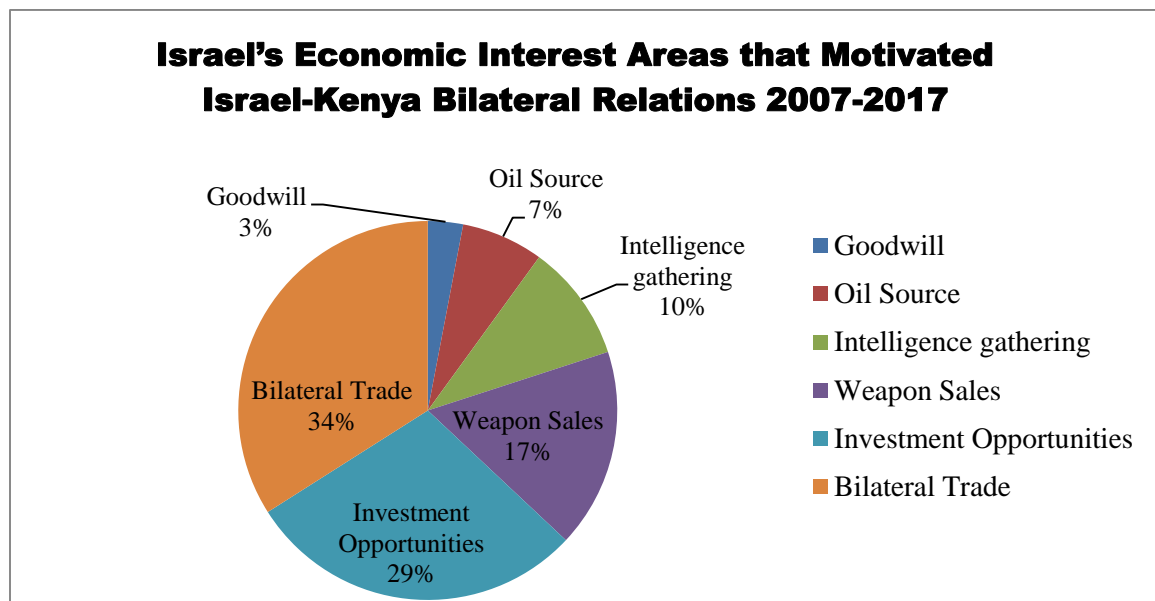 Israel’s Economic Interest Areas that Motivated
Israel-Kenya Bilateral Relations 2007-2017
Goodwill
3%
Oil Source
7%
Intelligence
gathering
10%
Weapon Sales
17%
Investment
Opportunities
29%
Bilateral Trade
34%
Goodwill
Oil Source
Intelligence gathering
Weapon Sales
Investment Opportunities
Bilateral Trade